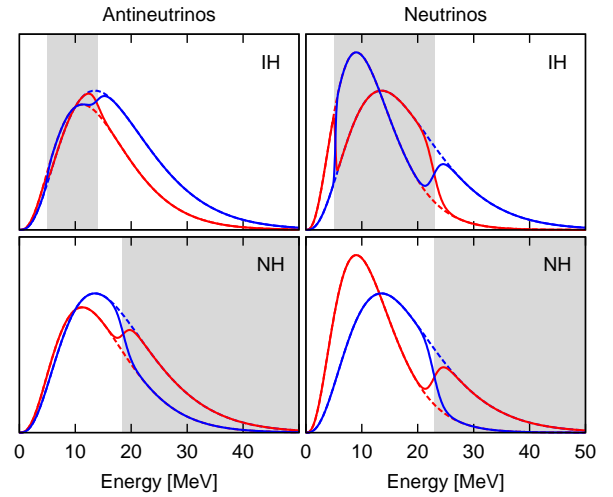 Antineutrinos Neutrinos
IH IH
NH NH
0 10 20 30 40 0 10 20 30 40 50
Energy [MeV] Energy [MeV]